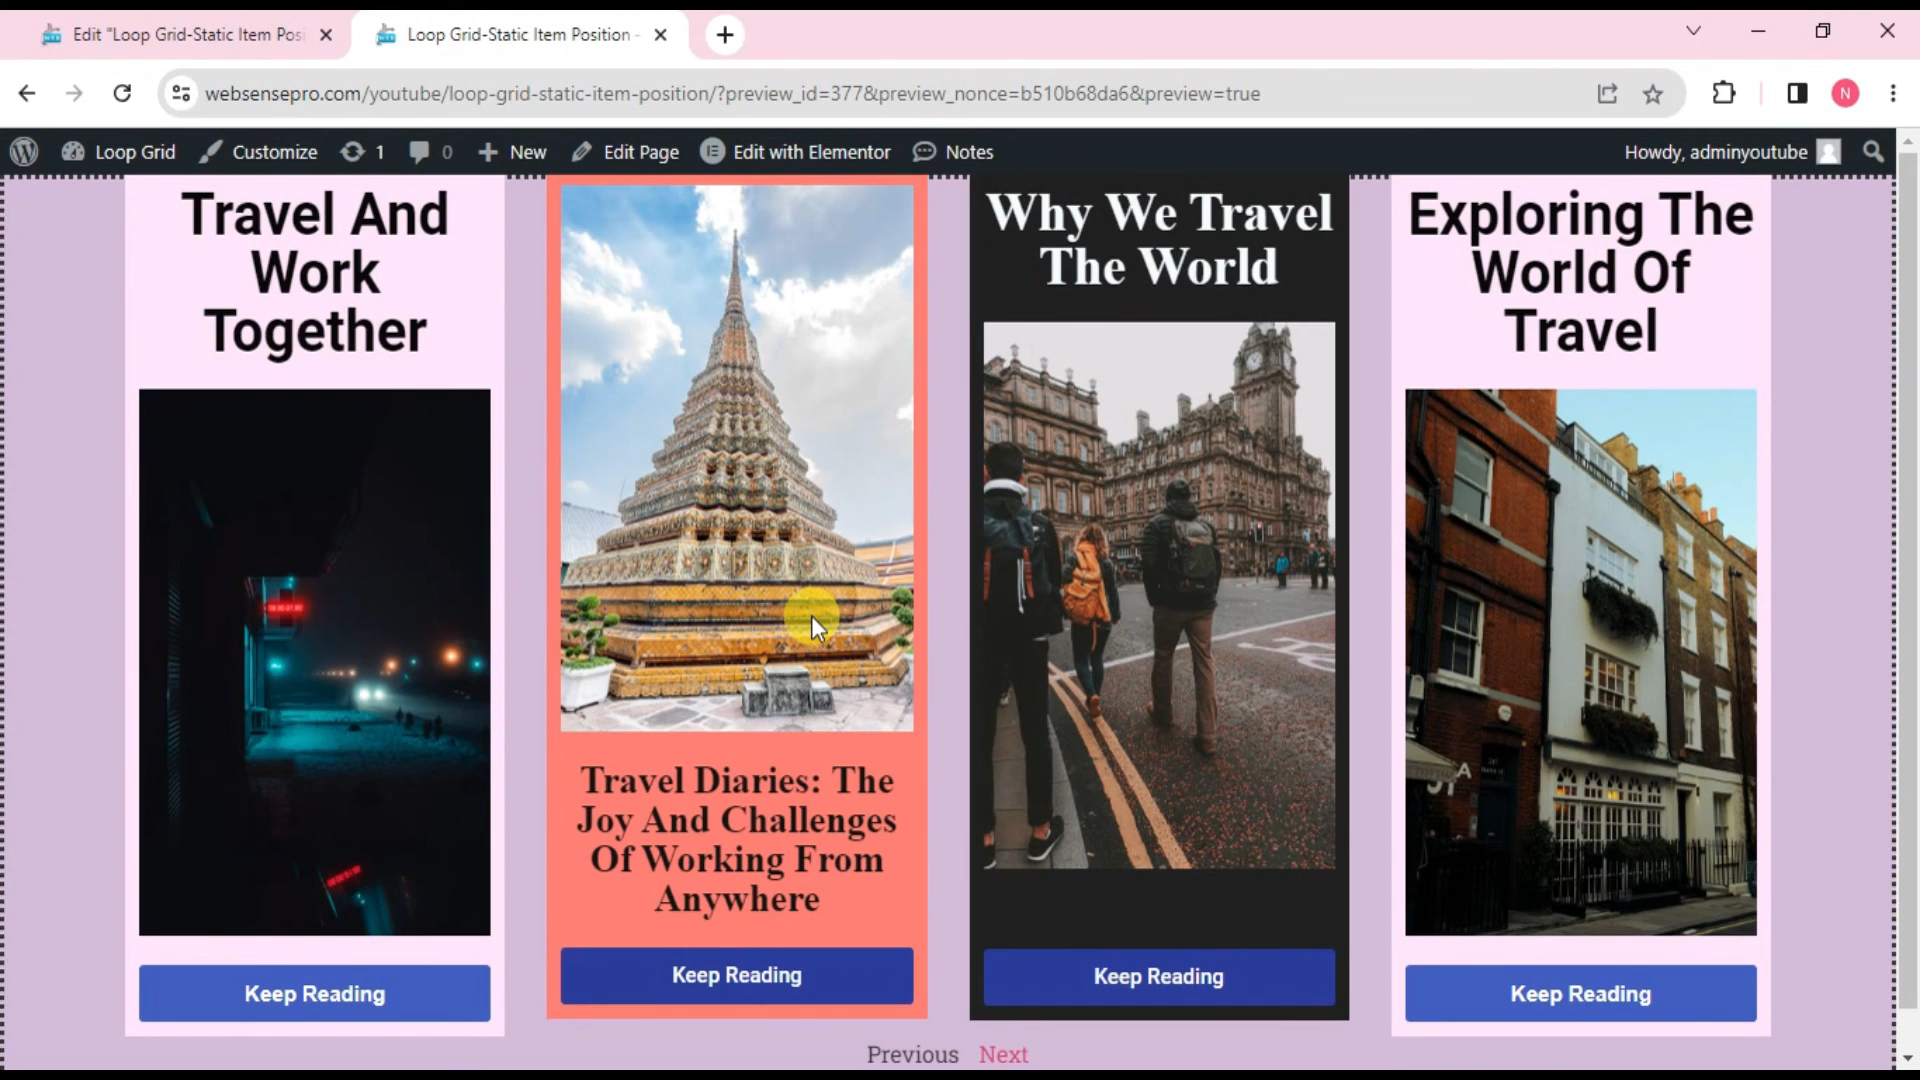 Edit "Loop Grid-Static Item Posi
Loop Grid-Static Item Position -
websensepro.com/youtube/loop-grid-static-item-position/?preview_id=377&preview_nonce=b510b68da6&preview=true
N
Loop Grid
Customize
1
0
New
Edit Page
Edit with Elementor
Notes
Howdy, adminyoutube
Travel And
Work
Together
Keep Reading
Travel Diaries: The
Joy And Challenges
Of Working From
Anywhere
Keep Reading
Why We Travel
The World
Keep Reading
Exploring The
World Of
Travel
Keep Reading
Previous Next